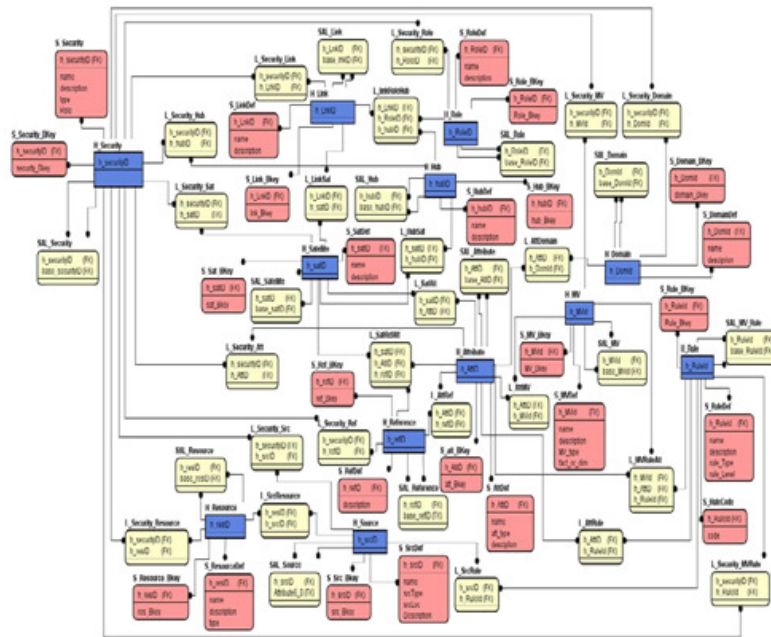 S_Security
h_securityID (FK)
name
description
type
SAL_Link
h_LinkID (FK)
base_lnkID (FK)
L_Security_Link
h_securityID (FK)
h_LinkID (FK)
L_Security_Role
h_securityID (FK)
S_RoleDef
h_RoleID (FK)
name
description
S_Role_BKey
h_RoleID (FK)
Role_Bkey
L_Security_MV
h_securityID (FK)
h_MVId (FK)
L_Security_Domain
h_securityID (FK)
h_DomId (FK)
L_Security_Hub
h_securityID (FK)
h_hubID (FK)
S_LinkDef
h_LinkID (FK)
name
description
H_Link
h_LinkID
L_linkRoleHub
h_LinkID (FK)
h_RoleID (FK)
h_hubID (FK)
H_Role
h_RoleID
SAL_Role
h_RoleID (FK)
base_RoleID (FK)
S_Security_BKey
h_securityID (FK)
security_Bkey
H_Security
h_securityID
L_Security_Sat
h_securityID (FK)
h_satID (FK)
S_Link_Bkey
h_LinkID (FK)
lnk_Bkey
L_LinkSat
h_LinkID (FK)
h_satID (FK)
SAL_Hub
h_hubID (FK)
base_hubID (FK)
H_Hub
h_hubID
S_HubDef
h_hubID (FK)
name
description
S_Hub_BKey
h_hubID (FK)
hub_Bkey
SAL_Domain
h_DomId (FK)
base_DomId (FK)
S_Domain_BKey
h_DomId (FK)
domain_Bkey
S_DomainDef
h_DomId (FK)
name
description
SAL_Security
h_securityID (FK)
base_securityID (FK)
H_Satellite
h_satID
S_SatDef
h_satID (FK)
name
description
L_HubSat
h_satID (FK)
h_hubID (FK)
SAL_Attribute
h_AttID (FK)
base_AttID (FK)
L_AttDomain
h_AttID (FK)
h_DomId (FK)
H_Domain
h_DomId
S_Sat_BKey
h_satID (FK)
sat_Bkey
SAL_Satellite
h_satID (FK)
base_satID (FK)
L_SatAtt
h_satID (FK)
h_AttID (FK)
H_MV
h_MVId
S_Rule_BKey
h_RuleId (FK)
Rule_Bkey
SAL_MV_Rule
h_RuleId (FK)
base_RuleId (FK)
L_Security_Att
h_securityID (FK)
h_AttID (FK)
L_SatRefAtt
h_satID (FK)
h_AttID (FK)
h_refID (FK)
H_Attribute
h_AttID
S_MV_Bkey
h_MVId (FK)
MV_Bkey
SAL_MV
h_MVId (FK)
base_MVId (FK)
H_Rule
h_RuleId
S_Ref_BKey
h_refID (FK)
ref_Bkey
L_AttRef
h_AttID (FK)
h_refID (FK)
L_AttMV
h_AttID (FK)
h_MVId (FK)
S_MVDef
h_MVId (FK)
name
description
MV_type
fact_or_dim
S_RuleDef
h_RuleId (FK)
name
description
rule_Type
rule_Level
L_Security_Src
h_securityID (FK)
h_srcID (FK)
L_Security_Ref
h_securityID (FK)
h_refID (FK)
H_Reference
h_refID
S_att_BKey
h_AttID (FK)
att_Bkey
L_MVRuleAtt
h_MVId (FK)
h_AttID (FK)
h_RuleId (FK)
SAL_Resource
h_resID (FK)
base_resID (FK)
S_RefDef
h_refID (FK)
description
SAL_Reference
h_refID (FK)
base_refID (FK)
S_AttDef
h_AttID (FK)
name
att_type
L_Security_Resource
h_securityID (FK)
h_resID (FK)
H_Resource
h_resID
L_SrcResource
h_resID (FK)
h_srcID (FK)
H_Source
h_srcID
L_AttRule
h_AttID (FK)
h_RuleId (FK)
S_RuleCode
h_RuleId (FK)
code
S_Resource_Bkey
h_resID (FK)
res_Bkey
S_ResourceDef
h_resID (FK)
name
description
type
SAL_Source
h_srcID (FK)
S_Src_Bkey
h_srcID (FK)
src_Bkey
S_SrcDef
h_srcID (FK)
name
srcType
srcLoc
Description
L_SrcRule
h_srcID (FK)
h_RuleId (FK)
L_Security_MVRule
h_securityID (FK)
h_RuleId (FK)